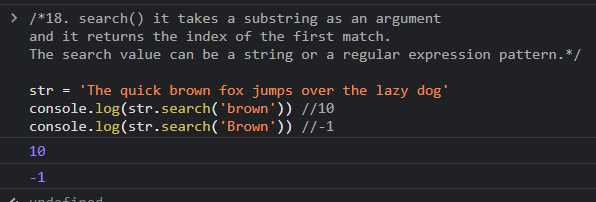 > /*18. search() it takes a substring as an argument
and it returns the index of the first match.
The search value can be a string or a regular expression pattern.*/
str = 'The quick brown fox jumps over the lazy dog'
console.log(str.search('brown')) //10
console.log(str.search('Brown')) //-1
10
-1
undefined